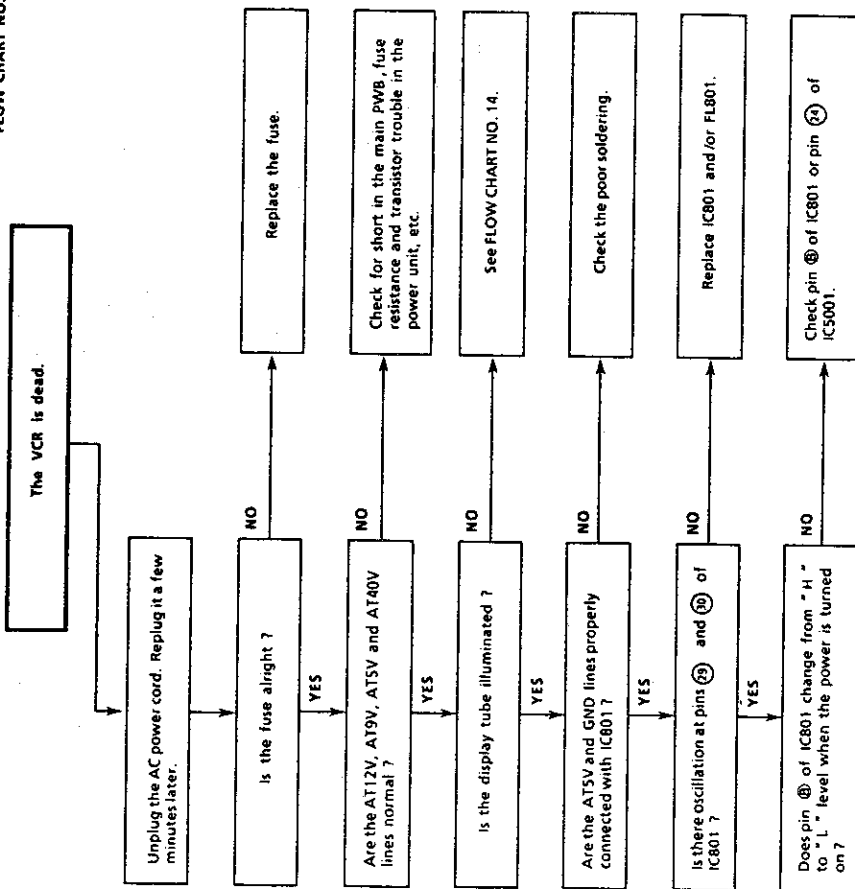 FLOW CHART NO.
The VCR is dead.
Unplug the AC power cord. Replug it a few
minutes later.
Is the fuse alright ?
NO
Replace the fuse.
YES
Are the AT12V, AT9V, AT5V and AT40V
lines normal ?
NO
Check for short in the main PWB, fuse
resistance and transistor trouble in the
power unit, etc.
YES
Is the display tube illuminated ?
NO
See FLOW CHART NO. 14.
YES
Are the AT5V and GND lines properly
connected with IC801 ?
NO
Check the poor soldering.
YES
Is there oscillation at pins ㉙ and ㉚ of
IC801 ?
NO
Replace IC801 and /or FL801.
YES
Does pin of IC801 change from " H "
to " L " level when the power is turned
on ?
NO
Check pin of IC801 or pin ㉔ of
IC5001.